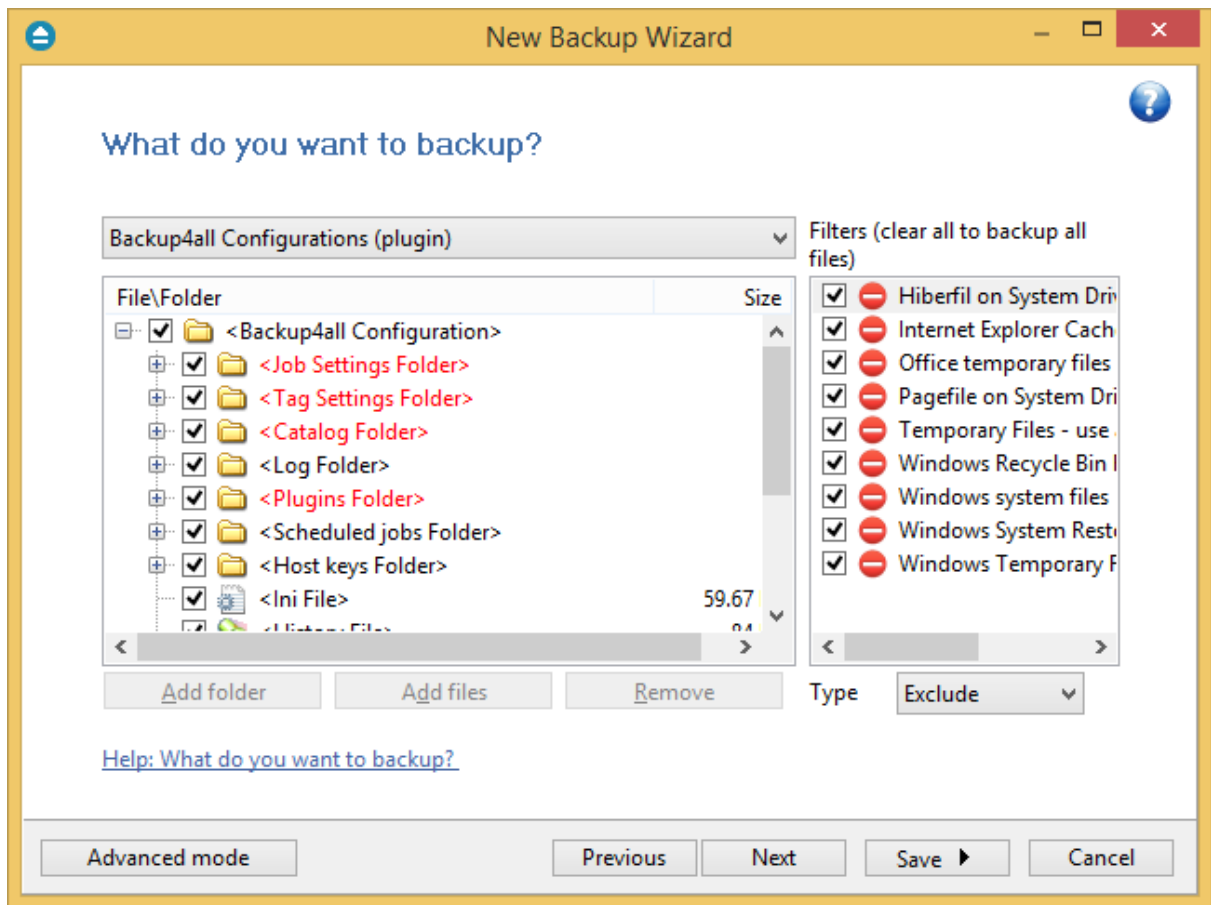 New Backup Wizard
What do you want to backup?
Backup4all Configurations (plugin)
Filters (clear all to backup all
files)
File\Folder Size
<Backup4all Configuration>
<Job Settings Folder>
<Tag Settings Folder>
<Catalog Folder>
<Log Folder>
<Plugins Folder>
<Scheduled jobs Folder>
<Host keys Folder>
<Ini File> 59.67
<History File>
Hiberfil on System
Internet Explorer Cach
Office temporary files
Pagefile on System
Temporary Files - use
Windows Recycle Bin
Windows system files
Windows System
Windows Temporary
Add folder Add files Remove
Type Exclude
Help: What do you want to backup?
Advanced mode Previous Next Save Cancel